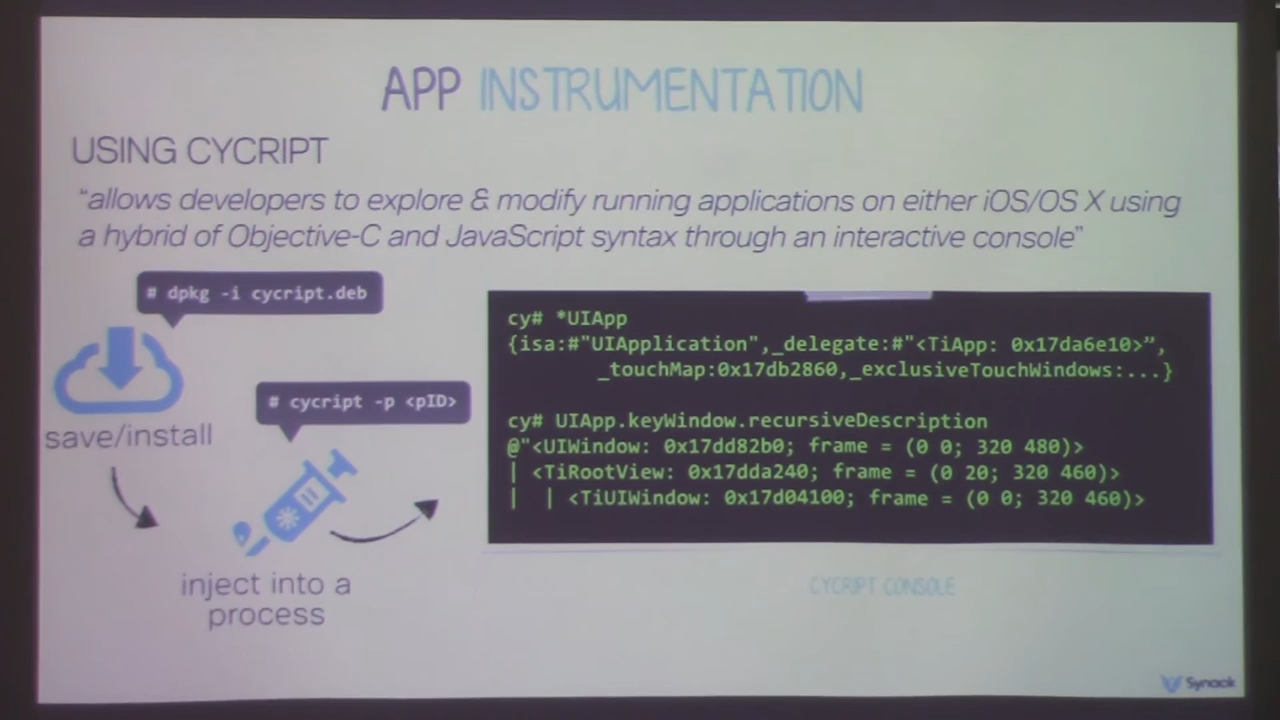 APP INSTRUMENTATION
USING CYCRIPT
“allows developers to explore & modify running applications on either iOS/OS X using
a hybrid of Objective-C and JavaScript syntax through an interactive console”
# dpkg -i cycript.deb
save/install
# cycript -p <pID>
inject into a
process
cy# *UIApp
{isa:#"UIApplication",_delegate:#"<TiApp: 0x17da6e10>”,
_touchMap:0x17db2860,_exclusiveTouchWindows:...}
cy# UIApp.keyWindow.recursiveDescription
@"<UIWindow: 0x17dd82b0; frame = (0 0; 320 480)>
| <TiRootView: 0x17dda240; frame = (0 20; 320 460)>
| | <TiUIWindow: 0x17d04100; frame = (0 0; 320 460)>
CYCRIPT CONSOLE
Synack